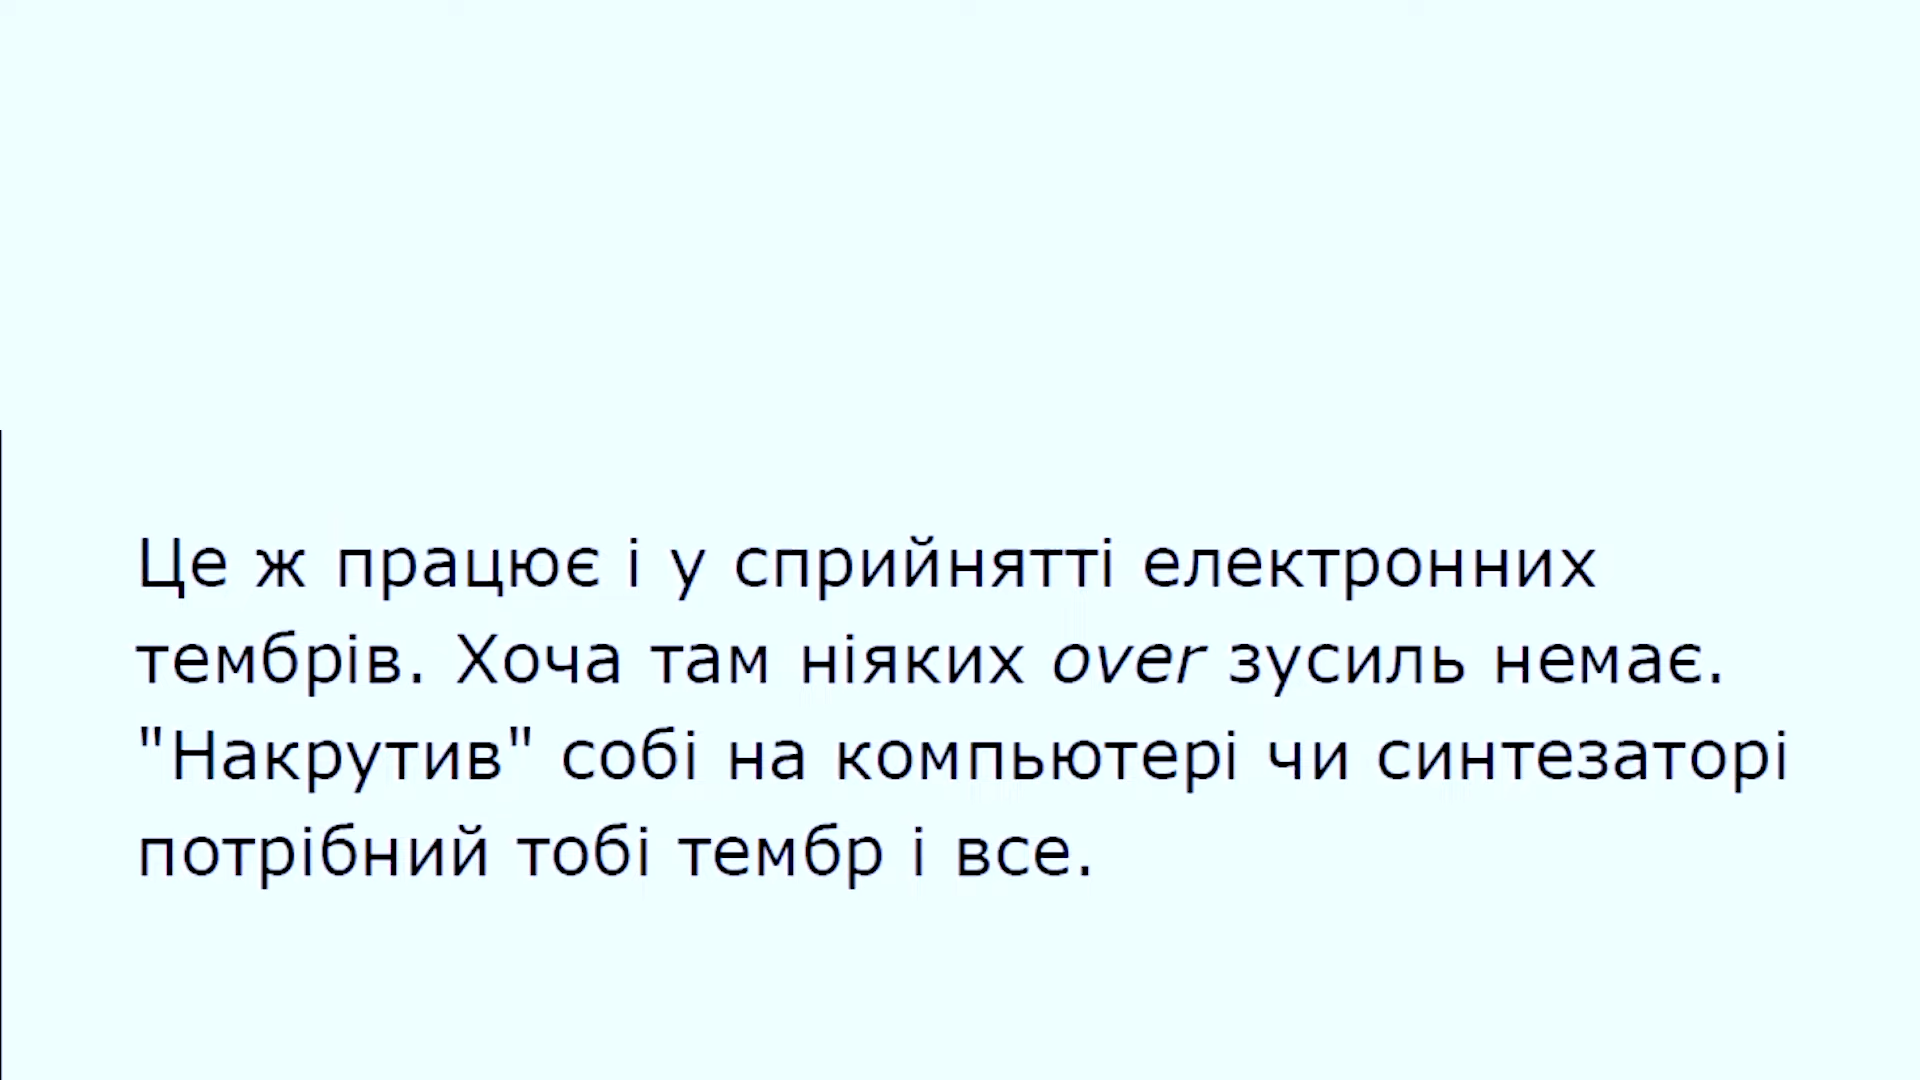 Це ж працює і у сприйнятті електронних
тембрів. Хоча там ніяких over зусиль немає.
"Накрутив" собі на компьютері чи синтезаторі
потрібний тобі тембр і все.